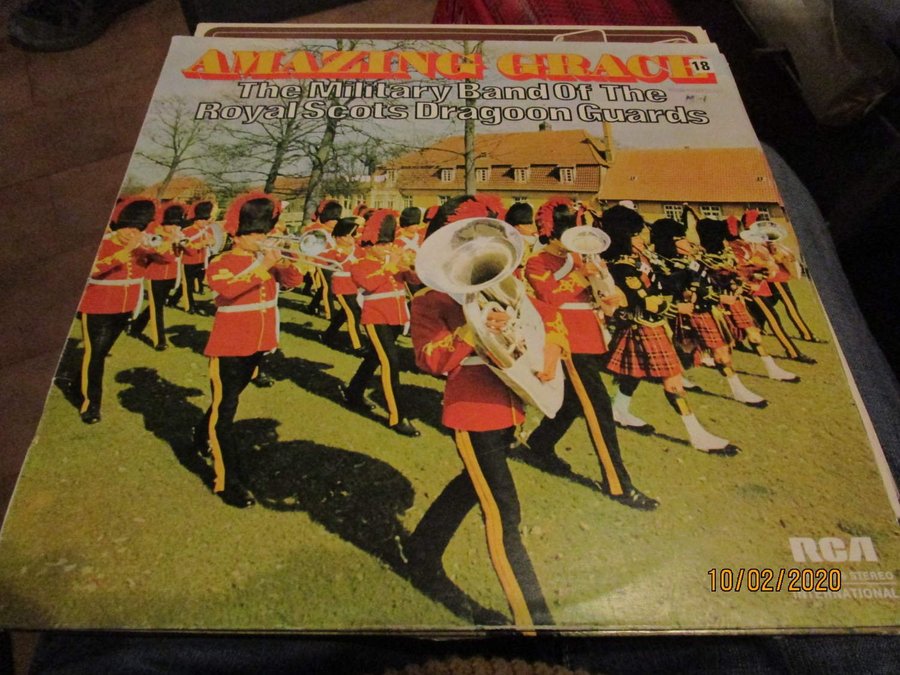 AMAZING GRACE
18
The Military Band Of The
Royal Scots Dragoon Guards
RCA
STEREO
INTERNATIONAL
10/02/2020